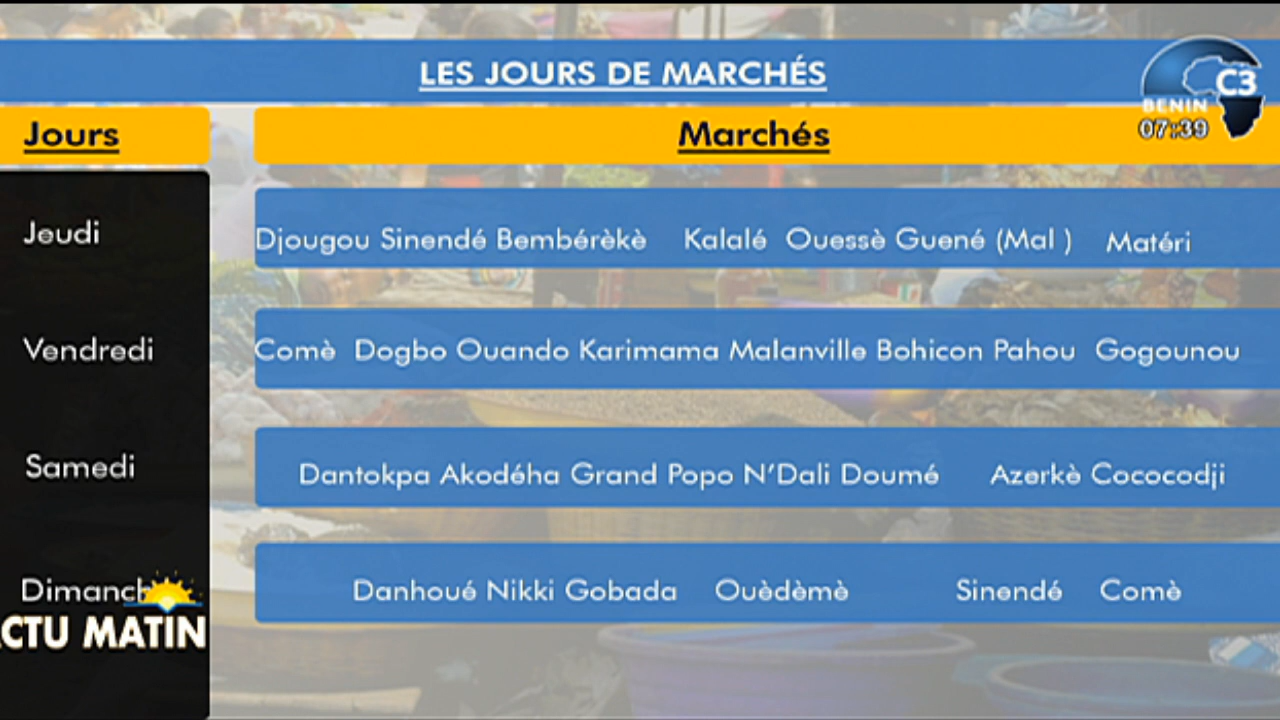 LES JOURS DE MARCHÉS
C3
BENIN
07:39
Jours
Marchés
Jeudi
Djougou Sinendé Bembérèkè Kalalé Ouessè Guené (Mal ) Matéri
Vendredi
Comè Dogbo Ouando Karimama Malanville Bohicon Pahou Gogounou
Samedi
Dantokpa Akodéha Grand Popo N'Dali Doumé Azerkè Cococodji
Dimanch
Danhoué Nikki Gobada Ouèdèmè Sinendé Comè
CTU MATIN